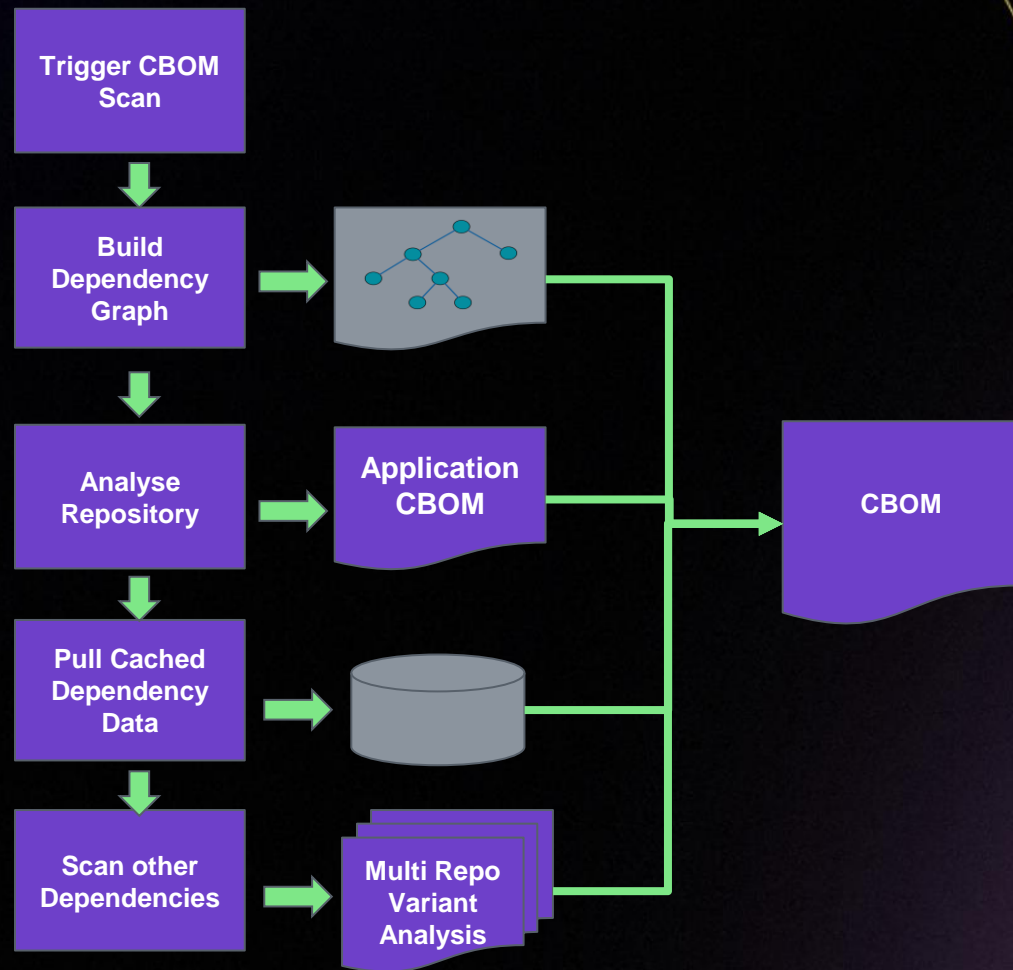 Trigger CBOM
Scan
Build
Dependency
Graph
Analyse
Repository
Application
CBOM
CBOM
Pull Cached
Dependency
Data
Scan other
Dependencies
Multi Repo
Variant
Analysis